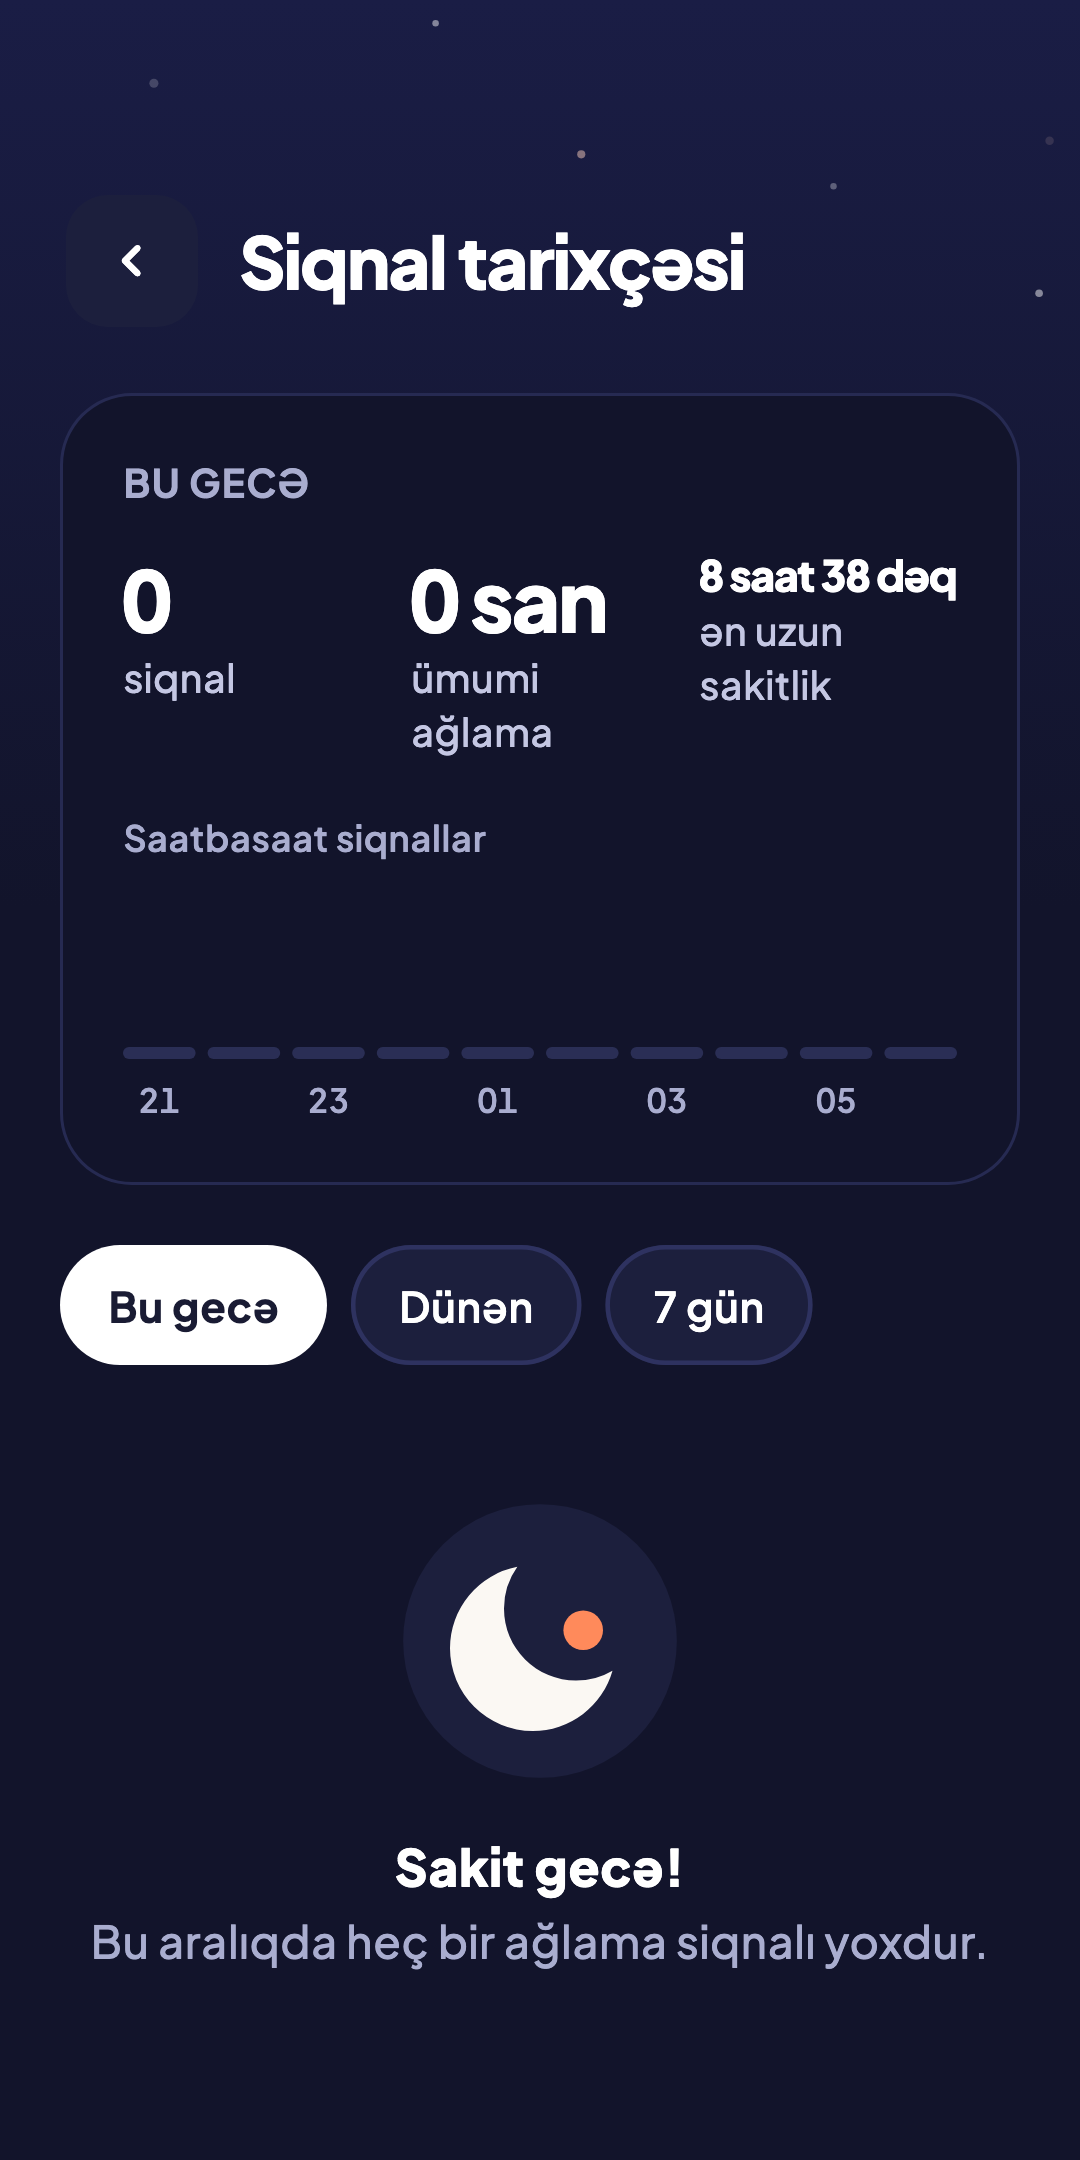 Siqnal tarixçəsi
BU GECƏ
0
siqnal
0 san
ümumi
ağlama
8 saat 38 dəq
ən uzun
sakitlik
Saatbasaat siqnallar
21 23 01 03 05
Bu gecə Dünən 7 gün
Sakit gecə!
Bu aralıqda heç bir ağlama siqnalı yoxdur.